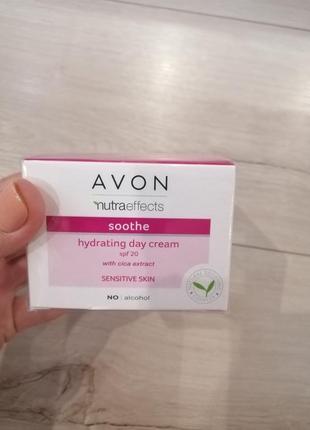 AVON
nutraeffects
soothe
hydrating day cream
spf 20
with cica extract
SENSITIVE SKIN
NO | alcohol